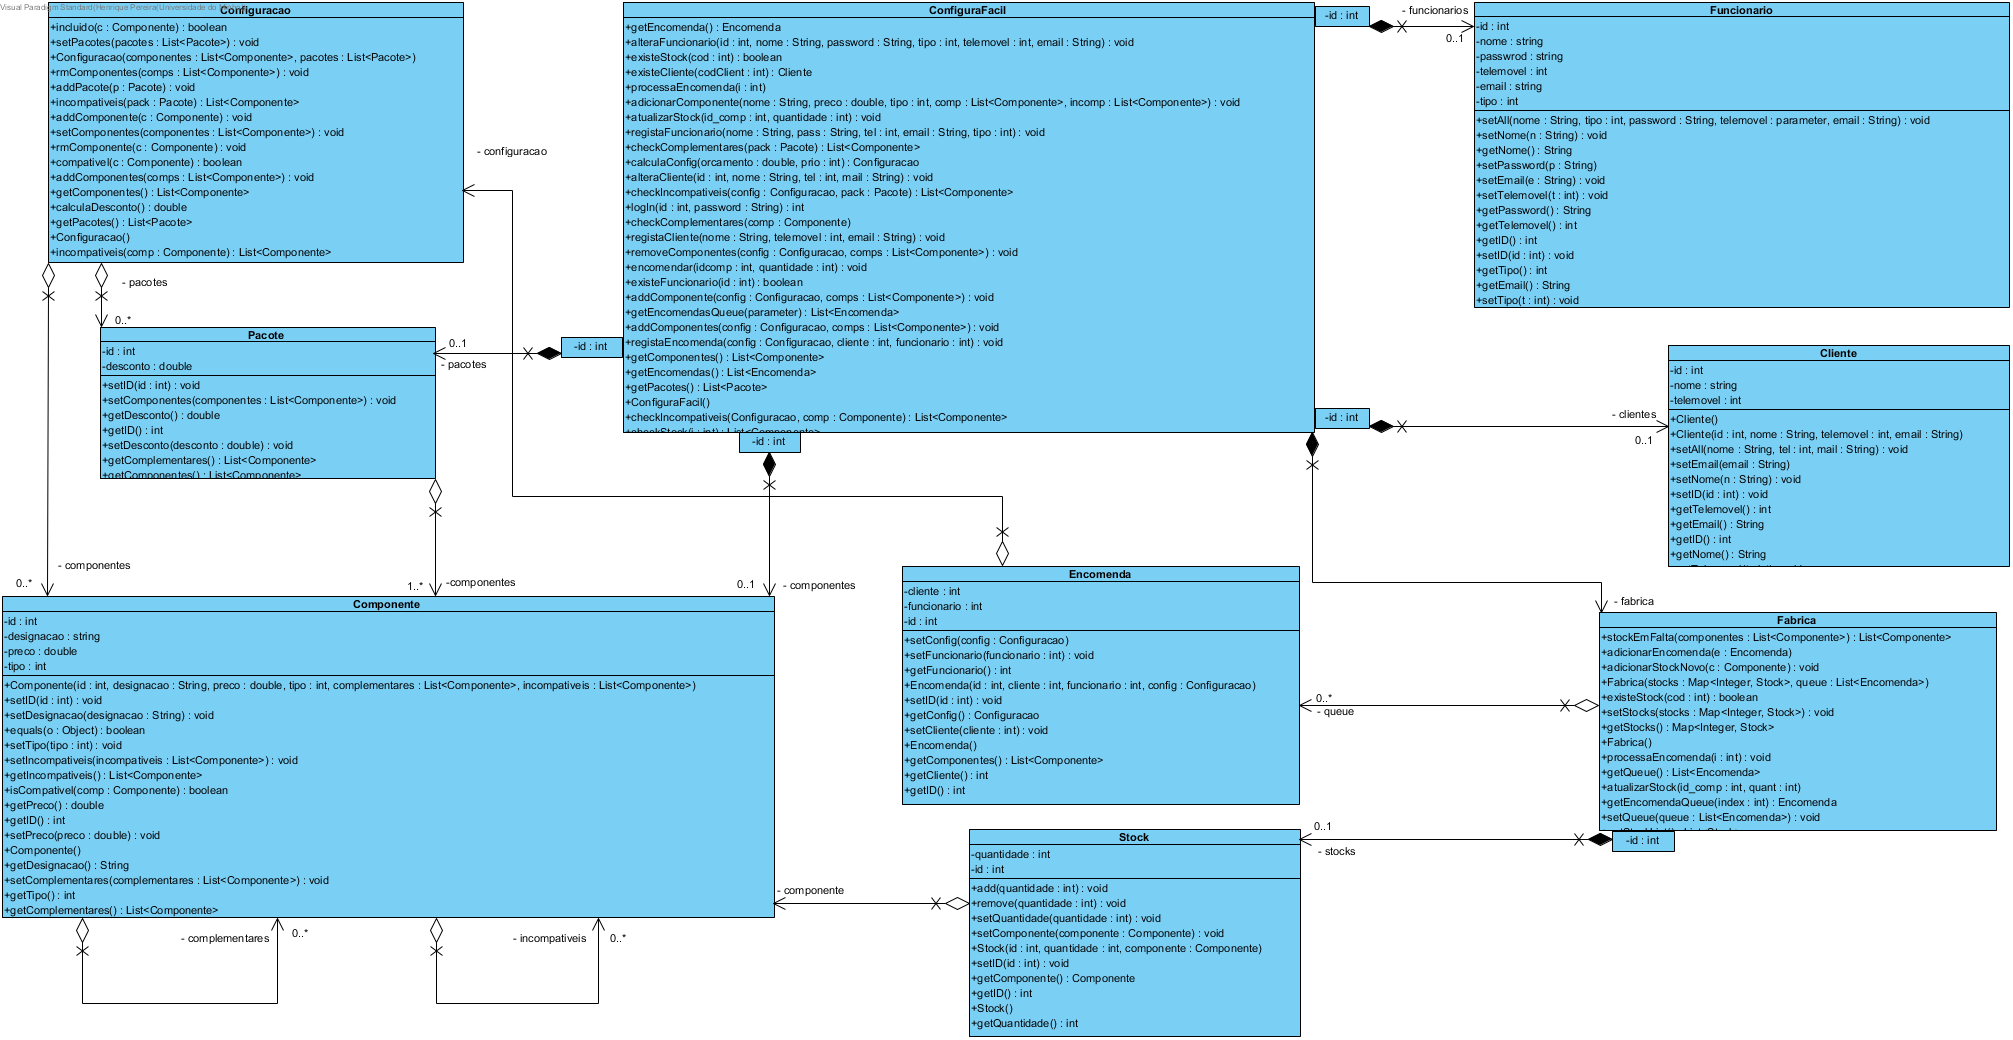 Visual Paradigm Standard(Henrique Pereira(Universidade do
Configuracao
+incluido(c : Componente) : boolean
+setPacotes(pacotes : List<Pacote>) : void
+Configuracao(componentes : List<Componente>, pacotes : List<Pacote>)
+rmComponentes(comps : List<Componente>) : void
+addPacote(p : Pacote) : void
+incompativeis(pack : Pacote) : List<Componente>
+addComponente(c : Componente) : void
+setComponentes(componentes : List<Componente>) : void
+rmComponente(c : Componente) : void
+compativel(c : Componente) : boolean
+addComponentes(comps : List<Componente>) : void
+getComponentes() : List<Componente>
+calculaDesconto() : double
+getPacotes() : List<Pacote>
+Configuracao()
+incompativeis(comp : Componente) : List<Componente>
ConfiguraFacil
+getEncomenda() : Encomenda
+alteraFuncionario(id : int, nome : String, password : String, tipo : int, telemovel : int, email : String) : void
+existeStock(cod : int) : boolean
+existeCliente(codClient : int) : Cliente
+processaEncomenda(i : int)
+adicionarComponente(nome : String, preco : double, tipo : int, comp : List<Componente>, incomp : List<Componente>) : void
+atualizarStock(id_comp : int, quantidade : int) : void
+registaFuncionario(nome : String, pass : String, tel : int, email : String, tipo : int) : void
+checkComplementares(pack : Pacote) : List<Componente>
+calculaConfig(orcamento : double, prio : int) : Configuracao
+alteraCliente(id : int, nome : String, tel : int, mail : String) : void
+checkIncompativeis(config : Configuracao, pack : Pacote) : List<Componente>
+logIn(id : int, password : String) : int
+checkComplementares(comp : Componente)
+registaCliente(nome : String, telemovel : int, email : String) : void
+removeComponentes(config : Configuracao, comps : List<Componente>) : void
+encomendar(idcomp : int, quantidade : int) : void
+existeFuncionario(id : int) : boolean
+addComponente(config : Configuracao, comps : List<Componente>) : void
+getEncomendasQueue(parameter) : List<Encomenda>
+addComponentes(config : Configuracao, comps : List<Componente>) : void
+registaEncomenda(config : Configuracao, cliente : int, funcionario : int) : void
+getComponentes() : List<Componente>
+getEncomendas() : List<Encomenda>
+getPacotes() : List<Pacote>
+ConfiguraFacil()
+checkIncompativeis(Configuracao, comp : Componente) : List<Componente>
+checkStock(i : int) : List<Componente>
-id : int
- funcionarios
0..1
Funcionario
-id : int
-nome : string
-passwrod : string
-telemovel : int
-email : string
-tipo : int
+setAll(nome : String, tipo : int, password : String, telemovel : parameter, email : String) : void
+setNome(n : String) : void
+getNome() : String
+setPassword(p : String)
+setEmail(e : String) : void
+setTelemovel(t : int) : void
+getPassword() : String
+getTelemovel() : int
+getID() : int
+setID(id : int) : void
+getTipo() : int
+getEmail() : String
+setTipo(t : int) : void
- configuracao
- pacotes
0..*
Pacote
-id : int
-desconto : double
+setID(id : int) : void
+setComponentes(componentes : List<Componente>) : void
+getDesconto() : double
+getID() : int
+setDesconto(desconto : double) : void
+getComplementares() : List<Componente>
+getComponentes() : List<Componente>
0..1
- pacotes
-id : int
-id : int
-id : int
- clientes
0..1
Cliente
-id : int
-nome : string
-telemovel : int
+Cliente()
+Cliente(id : int, nome : String, telemovel : int, email : String)
+setAll(nome : String, tel : int, mail : String) : void
+setEmail(email : String)
+setNome(n : String) : void
+setID(id : int) : void
+getTelemovel() : int
+getEmail() : String
+getID() : int
+getNome() : String
- componentes
0..*
1..*
-componentes
0..1
- componentes
Componente
-id : int
-designacao : string
-preco : double
-tipo : int
+Componente(id : int, designacao : String, preco : double, tipo : int, complementares : List<Componente>, incompativeis : List<Componente>)
+setID(id : int) : void
+setDesignacao(designacao : String) : void
+equals(o : Object) : boolean
+setTipo(tipo : int) : void
+setIncompativeis(incompativeis : List<Componente>) : void
+getIncompativeis() : List<Componente>
+isCompativel(comp : Componente) : boolean
+getPreco() : double
+getID() : int
+setPreco(preco : double) : void
+Componente()
+getDesignacao() : String
+setComplementares(complementares : List<Componente>) : void
+getTipo() : int
+getComplementares() : List<Componente>
- complementares
0..*
- incompativeis
0..*
Encomenda
-cliente : int
-funcionario : int
-id : int
+setConfig(config : Configuracao)
+setFuncionario(funcionario : int) : void
+getFuncionario() : int
+Encomenda(id : int, cliente : int, funcionario : int, config : Configuracao)
+setID(id : int) : void
+getConfig() : Configuracao
+setCliente(cliente : int) : void
+Encomenda()
+getComponentes() : List<Componente>
+getCliente() : int
+getID() : int
- fabrica
Fabrica
+stockEmFalta(componentes : List<Componente>) : List<Componente>
+adicionarEncomenda(e : Encomenda)
+adicionarStockNovo(c : Componente) : void
+Fabrica(stocks : Map<Integer, Stock>, queue : List<Encomenda>)
+existeStock(cod : int) : boolean
+setStocks(stocks : Map<Integer, Stock>) : void
+getStocks() : Map<Integer, Stock>
+Fabrica()
+processaEncomenda(i : int) : void
+getQueue() : List<Encomenda>
+atualizarStock(id_comp : int, quant : int)
+getEncomendaQueue(index : int) : Encomenda
+setQueue(queue : List<Encomenda>) : void
0..*
- queue
-id : int
0..1
- stocks
Stock
-quantidade : int
-id : int
+add(quantidade : int) : void
+remove(quantidade : int) : void
+setQuantidade(quantidade : int) : void
+setComponente(componente : Componente) : void
+Stock(id : int, quantidade : int, componente : Componente)
+setID(id : int) : void
+getComponente() : Componente
+getID() : int
+Stock()
+getQuantidade() : int
- componente